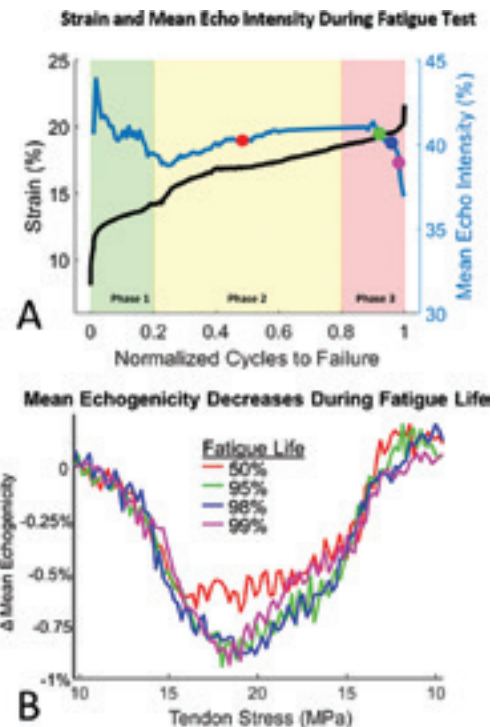 Strain and Mean Echo Intensity During Fatigue Test
25
20
15
10
Strain (%)
45
40
35
30
Mean Echo Intensity (%)
Phase 1
Phase 2
Phase 3
0 0.2 0.4 0.6 0.8 1
Normalized Cycles to Failure
A
Mean Echogenicity Decreases During Fatigue Life
0
-0.25%
-0.5%
-0.75%
-1%
Δ Mean Echogenicity
Fatigue Life
50%
95%
98%
99%
10 15 20 15 10
Tendon Stress (MPa)
B